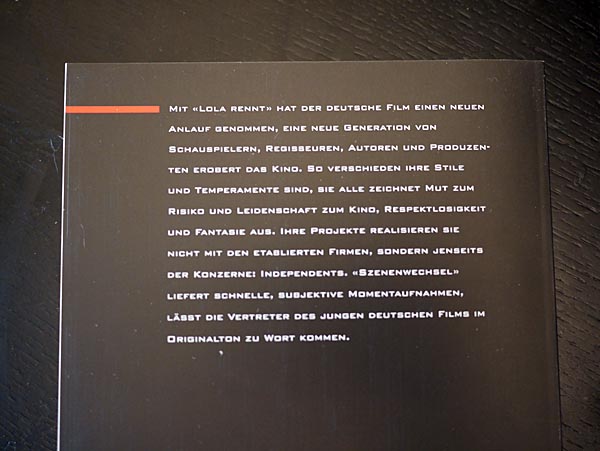 Mit «Lola rennt» hat der deutsche Film einen neuen
Anlauf genommen, eine neue Generation von
Schauspielern, Regisseuren, Autoren und Produzen-
ten erobert das Kino. So verschieden ihre Stile
und Temperamente sind, sie alle zeichnet Mut zum
Risiko und Leidenschaft zum Kino, Respektlosigkeit
und Fantasie aus. Ihre Projekte realisieren sie
nicht mit den etablierten Firmen, sondern jenseits
der Konzerne: Independents. «Szenenwechsel»
liefert schnelle, subjektive Momentaufnahmen,
lässt die Vertreter des jungen deutschen Films im
Originalton zu Wort kommen.